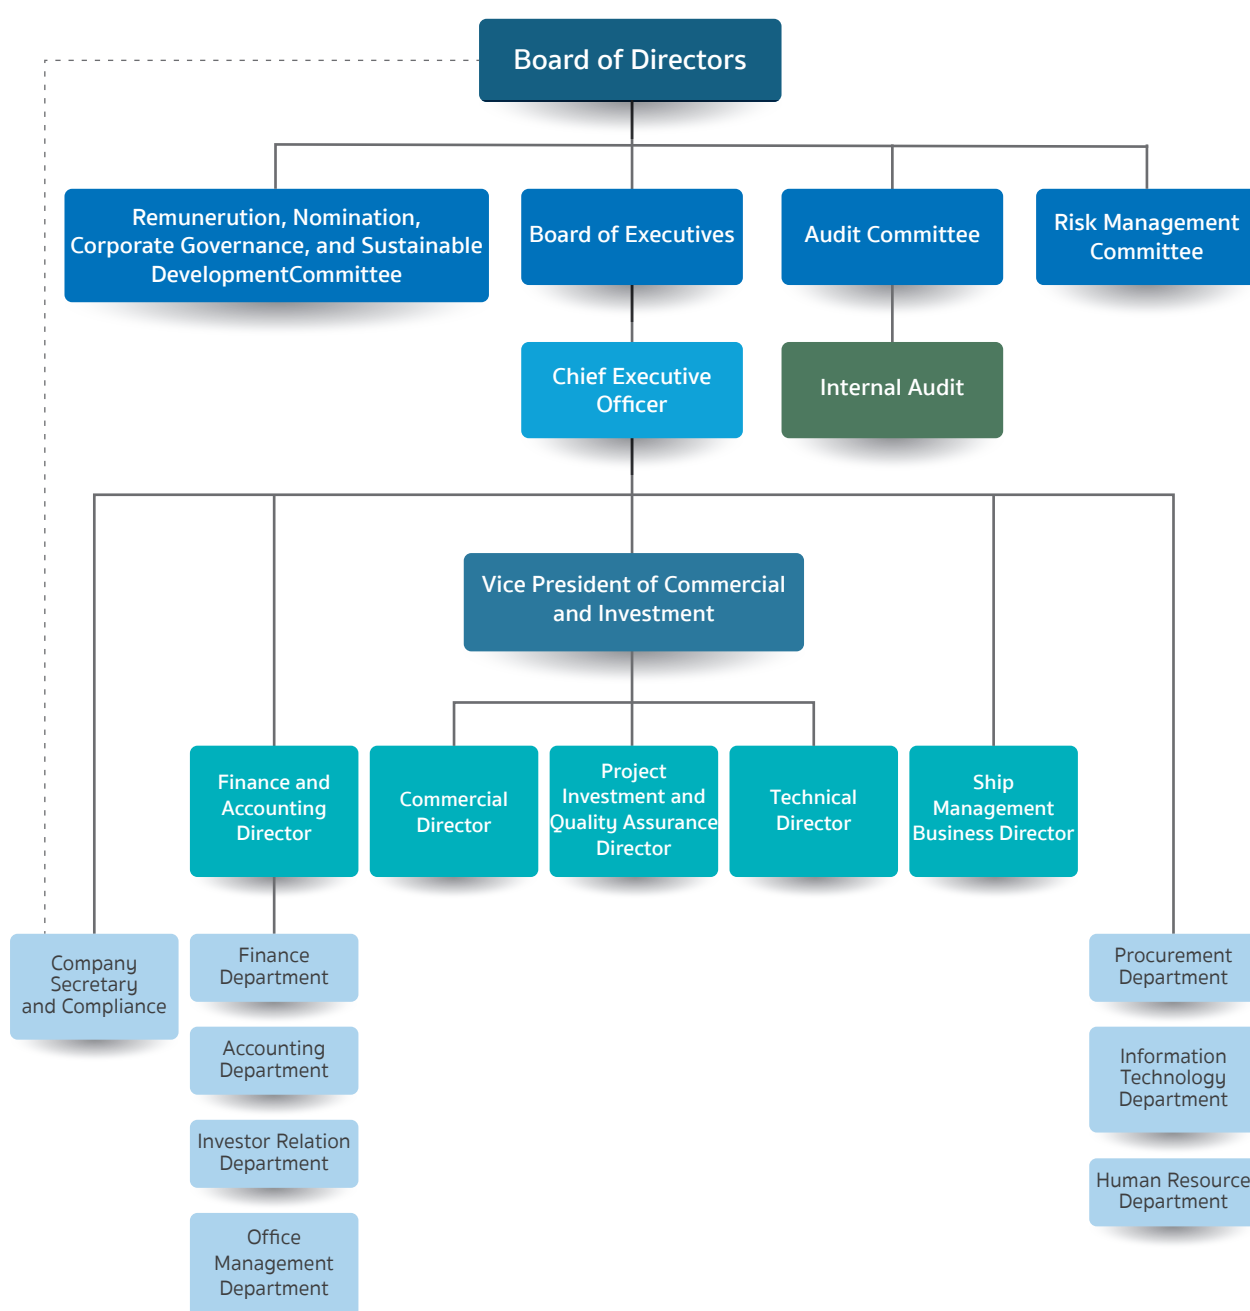 Board of Directors
Remunerution, Nomination,
Corporate Governance, and Sustainable
DevelopmentCommittee
Board of Executives
Audit Committee
Risk Management
Committee
Chief Executive
Officer
Internal Audit
Vice President of Commercial
and Investment
Finance and
Accounting
Director
Commercial
Director
Project
Investment and
Quality Assurance
Director
Technical
Director
Ship
Management
Business Director
Company
Secretary
and Compliance
Finance
Department
Accounting
Department
Investor Relation
Department
Office
Management
Department
Procurement
Department
Information
Technology
Department
Human Resource
Department